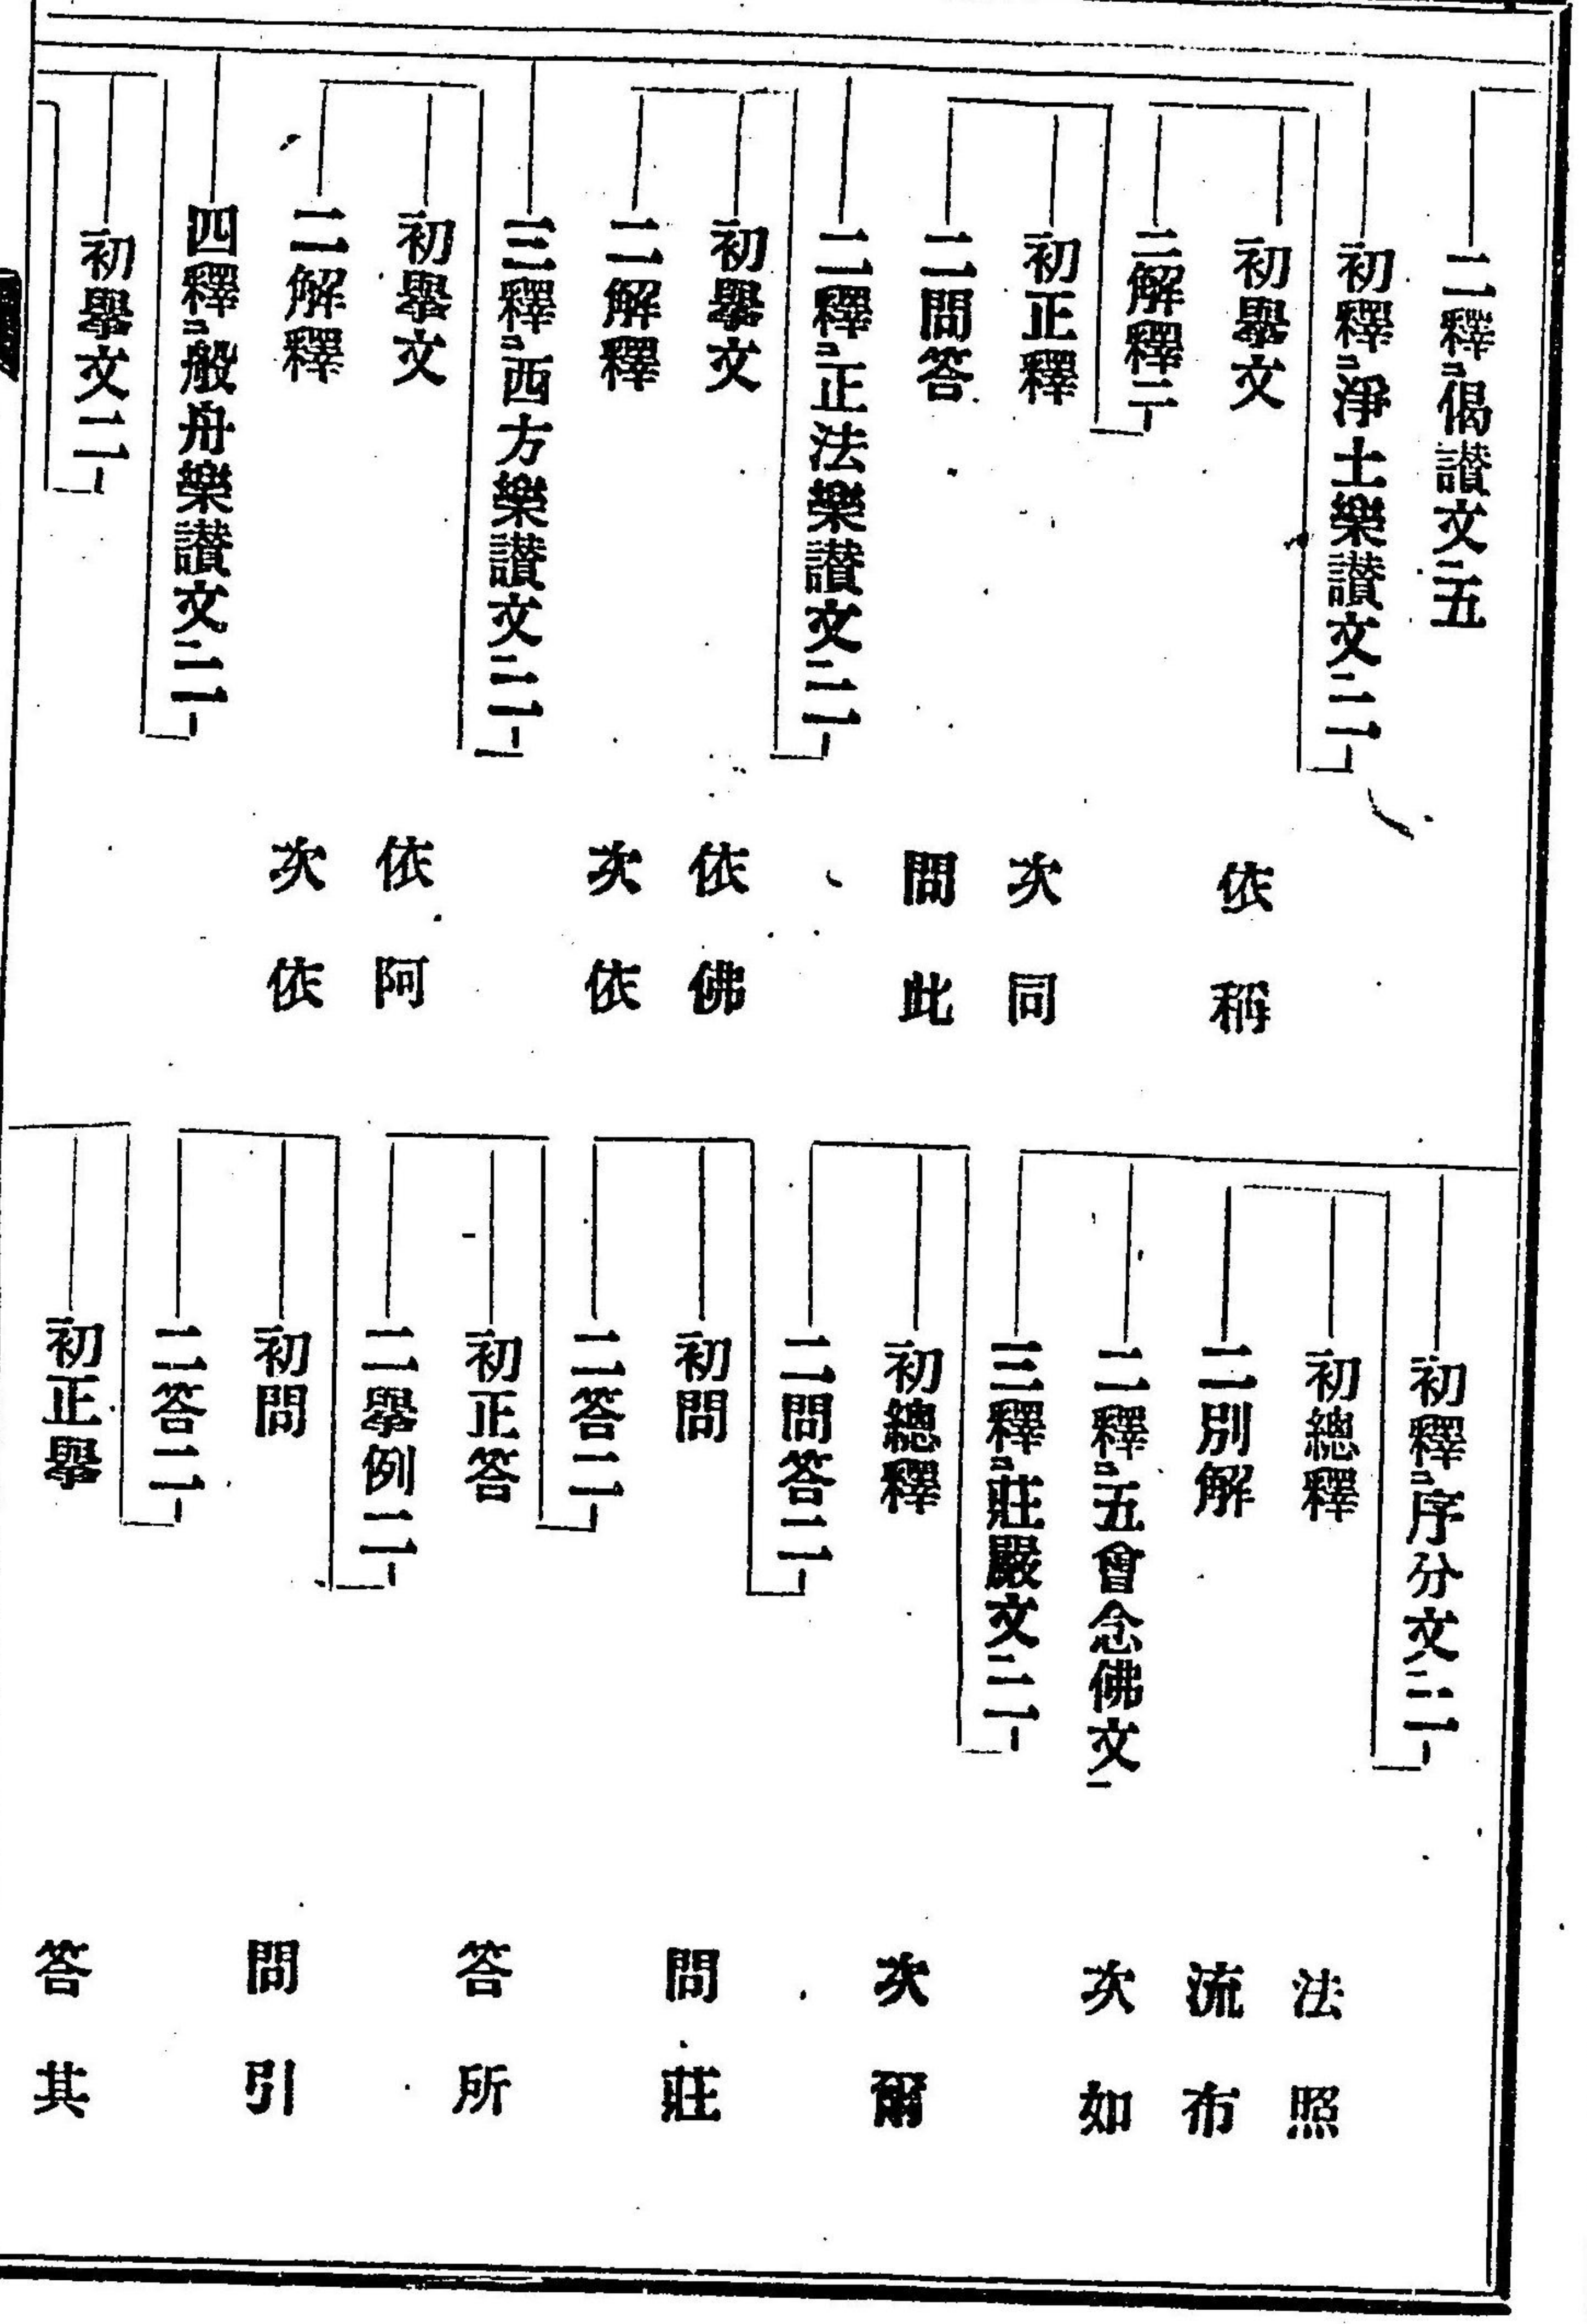 二釋偈讃文五
初釋淨土樂讃文二
初擧文 依稱
二解釋二
初正釋 次同
二問答 問此
二釋正法樂讃文二
初擧文 依佛
二解釋 次依
三釋西方樂讃文二
初擧文 依阿
二解釋 次依
四釋般舟樂讃文二
初擧文二
初釋序分文二
初總釋 法照
二別解 流布
二釋五會念佛文 次如
三釋莊嚴文二
初總釋 次爾
二問答二
初問 問莊
二答二
初正答 答所
二擧例二
初問 問引
二答二
初正擧 答其